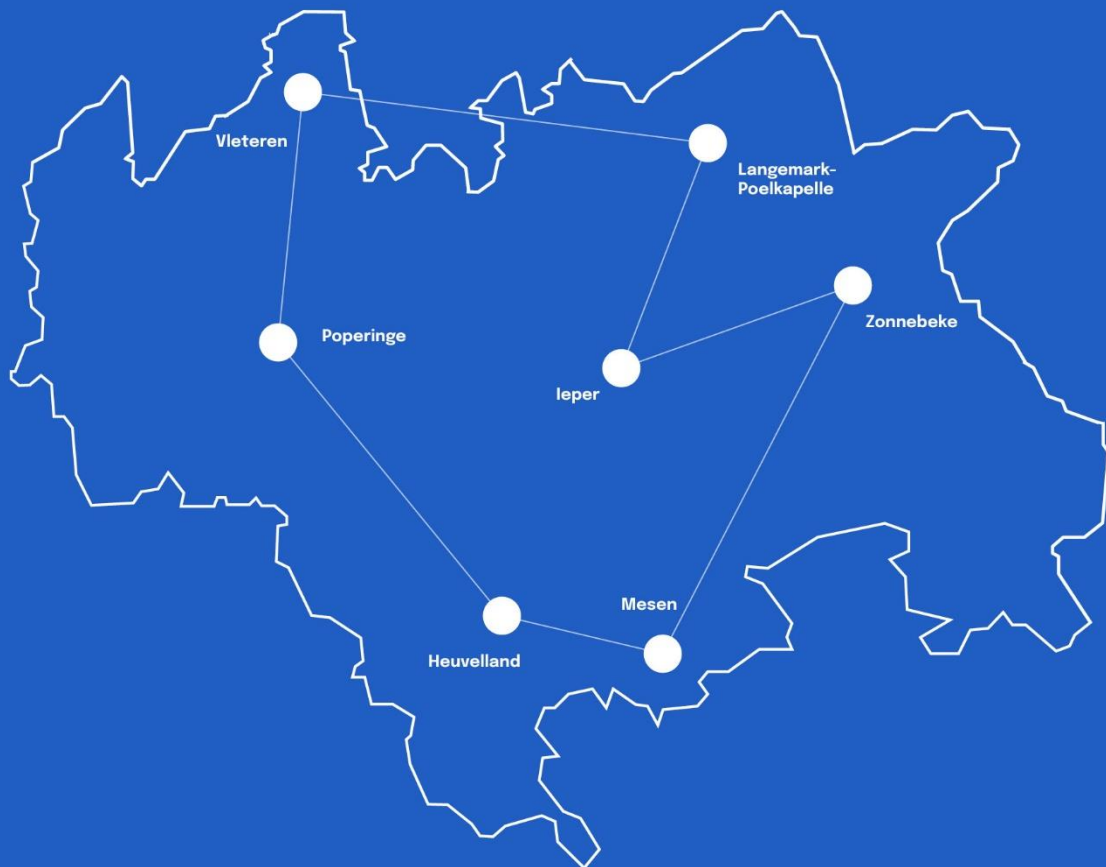 Vleteren
Langemark-
Poelkapelle
Zonnebeke
Poperinge
Ieper
Mesen
Heuvelland